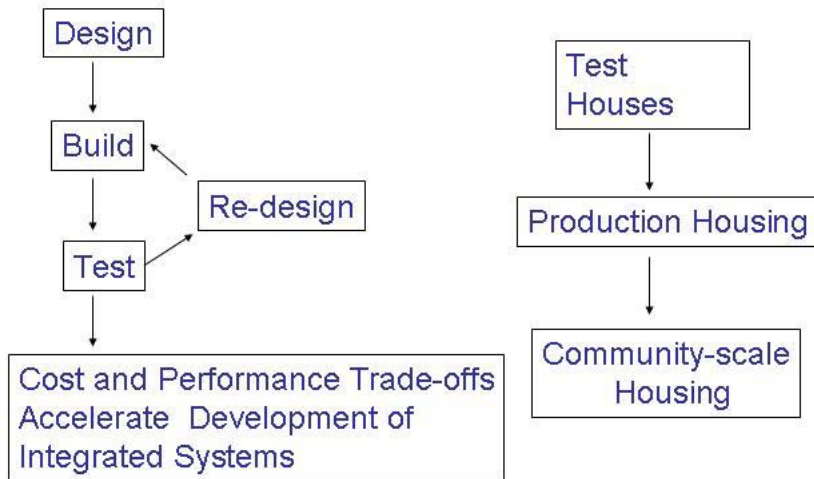 Design
Build
Re-design
Test
Cost and Performance Trade-offs
Accelerate Development of
Integrated Systems
Test
Houses
Production Housing
Community-scale
Housing